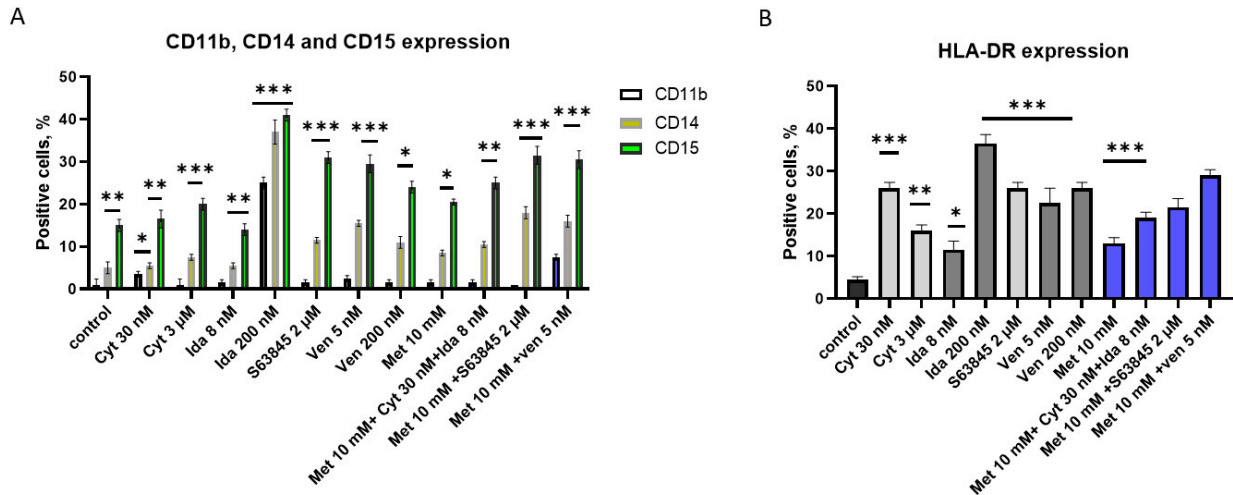 A
CD11b, CD14 and CD15 expression
Positive cells, %
50
40
30
20
10
0
** * ** *** ** *** *** *** * * ** *** ***
CD11b
CD14
CD15
control
Cyt 30 nM
Cyt 3 µM
Ida 8 nM
Ida 200 nM
S63845 2 µM
Ven 5 nM
Ven 200 nM
Met 10 mM
Met 10 mM+ Cyt 30 nM+Ida 8 nM
Met 10 mM +S63845 2 µM
Met 10 mM +ven 5 nM
B
HLA-DR expression
Positive cells, %
50
40
30
20
10
0
*** ** * *** ***
control
Cyt 30 nM
Cyt 3 µM
Ida 8 nM
Ida 200 nM
S63845 2 µM
Ven 5 nM
Ven 200 nM
Met 10 mM
Met 10 mM+ Cyt 30 nM+Ida 8 nM
Met 10 mM +S63845 2 µM
Met 10 mM +ven 5 nM